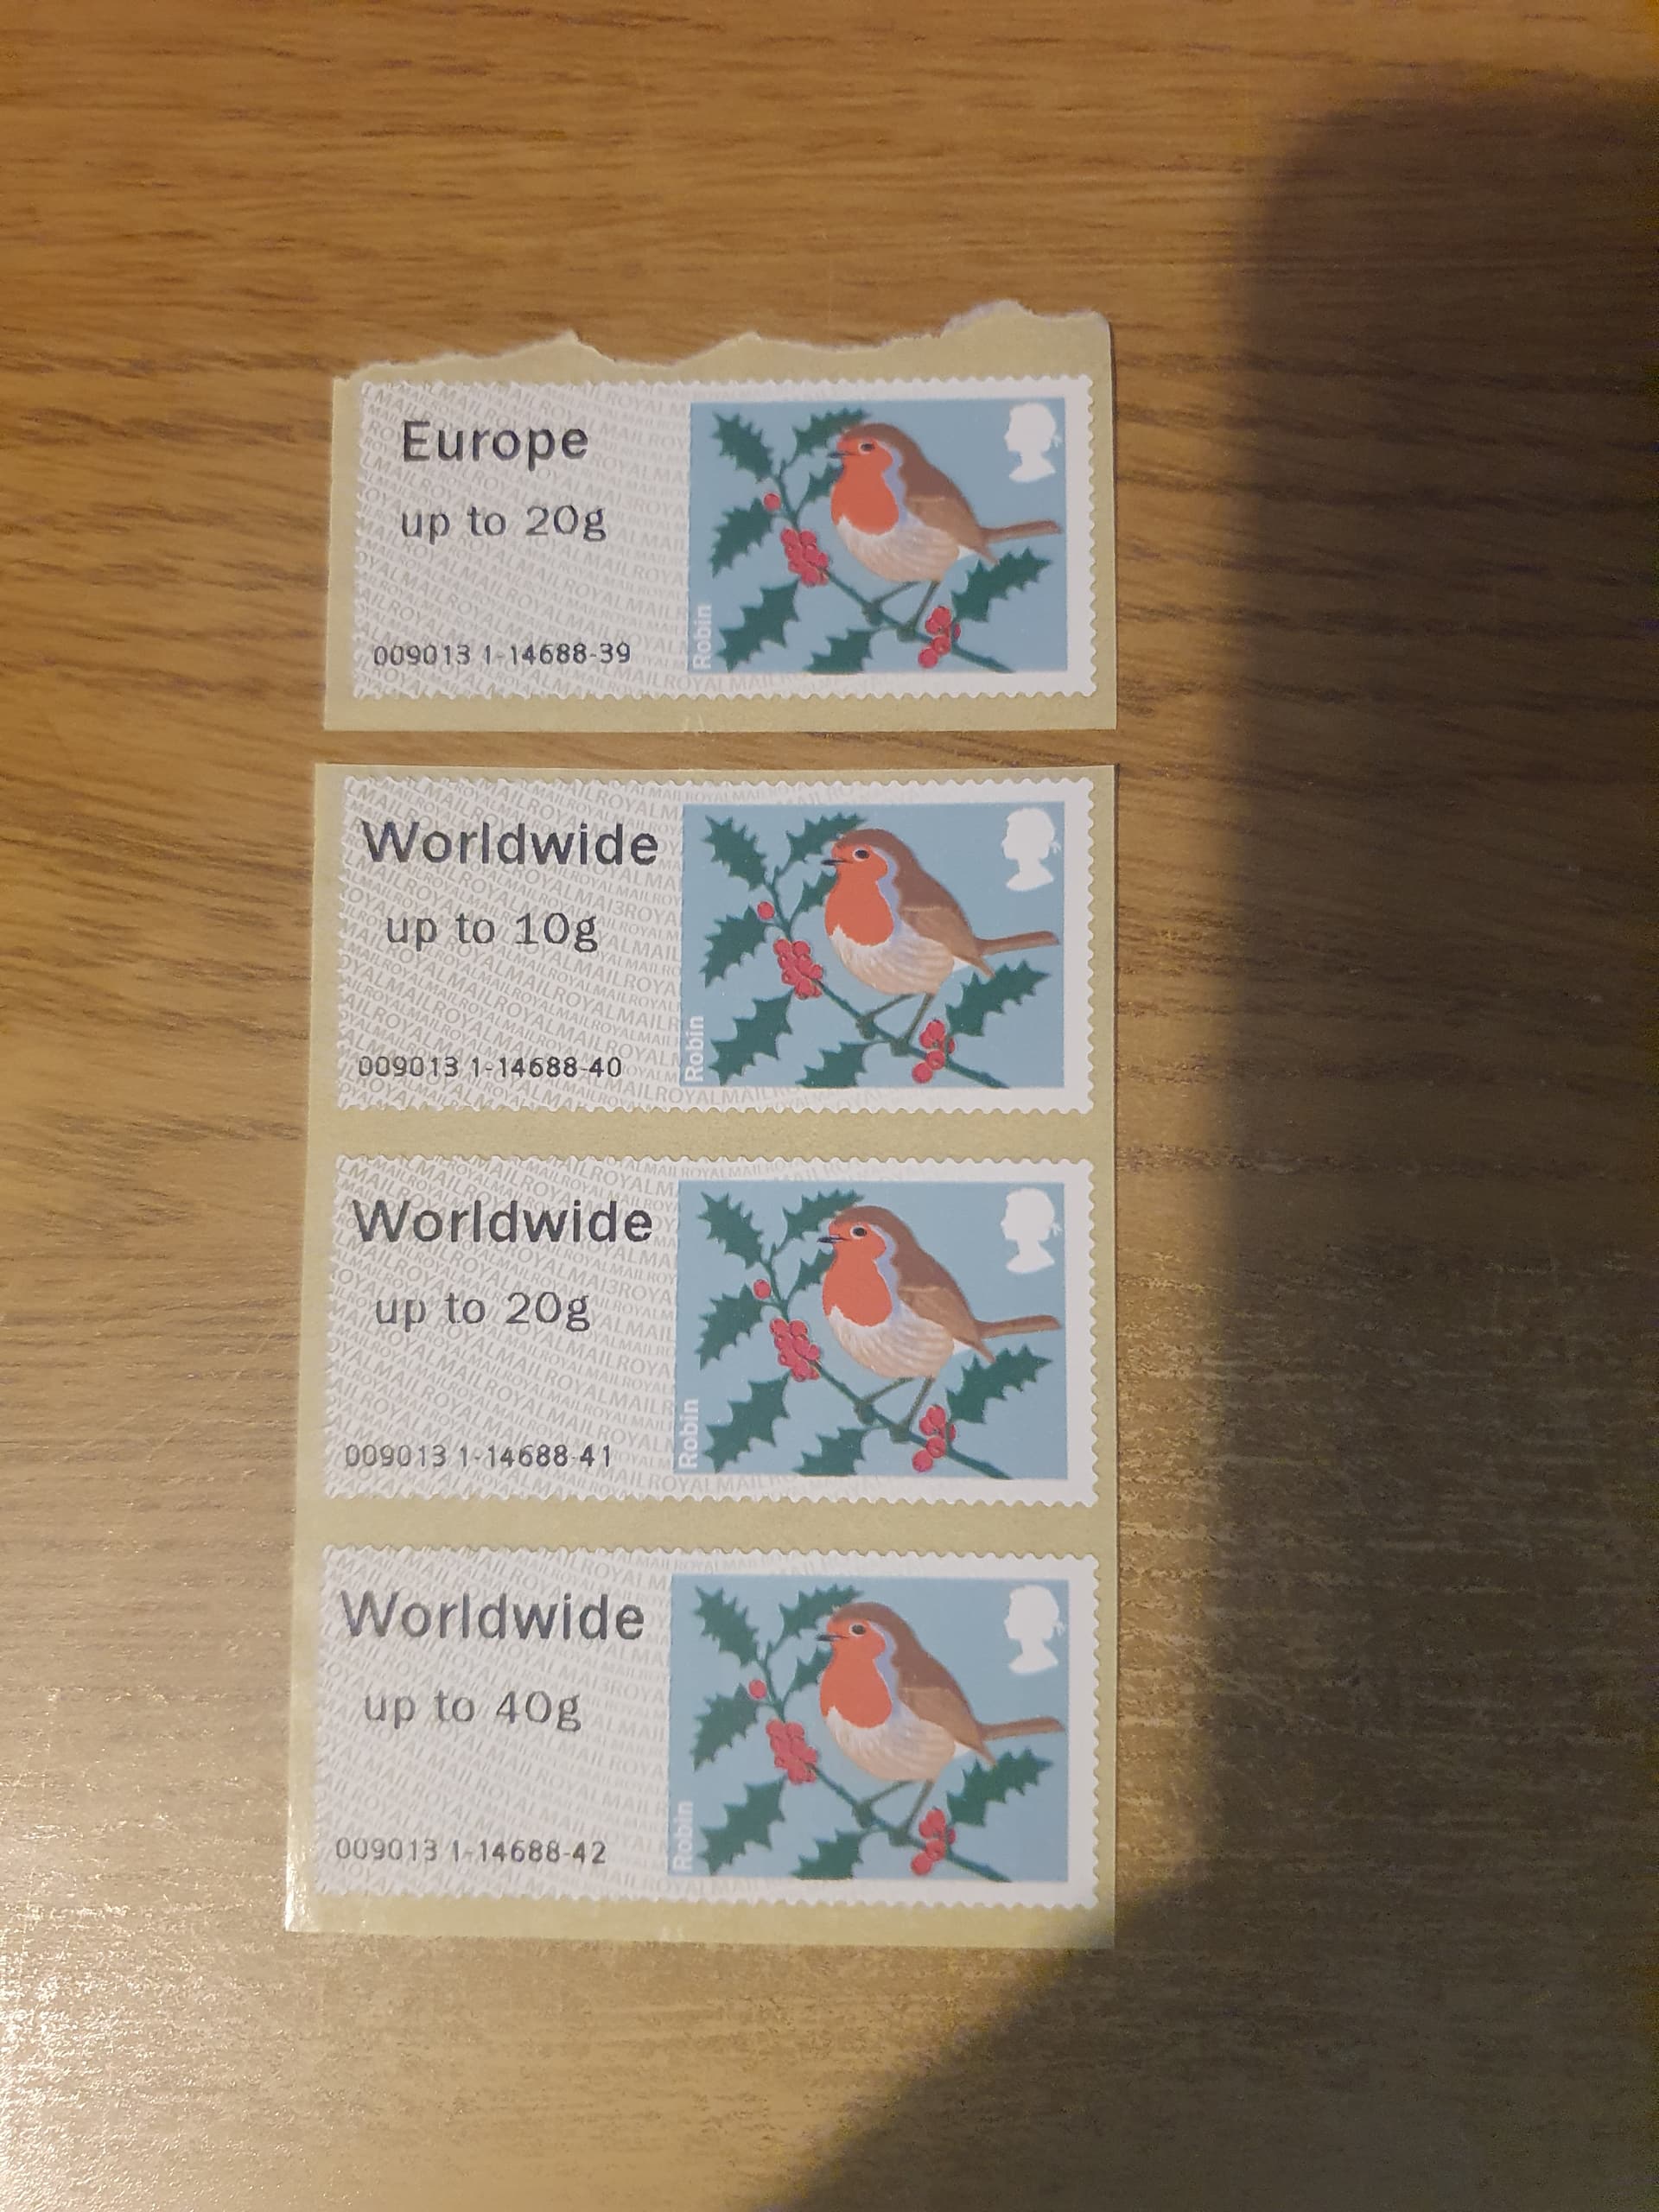 Europe
up to 20g
009013 1-14688-39
Robin
Worldwide
up to 10g
009013 1-14688-40
Robin
Worldwide
up to 20g
009013 1-14688-41
Robin
Worldwide
up to 40g
009013 1-14688-42
Robin